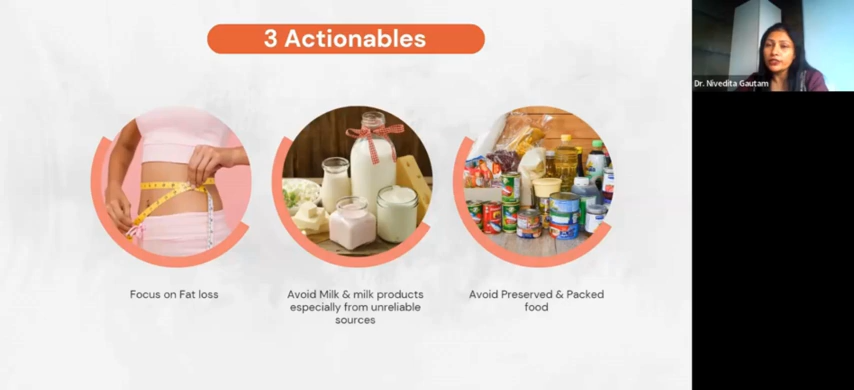 3 Actionables
Dr. Nivedita Gautam
Focus on Fat loss
Avoid Milk & milk products
especially from unreliable
sources
Avoid Preserved & Packed
food